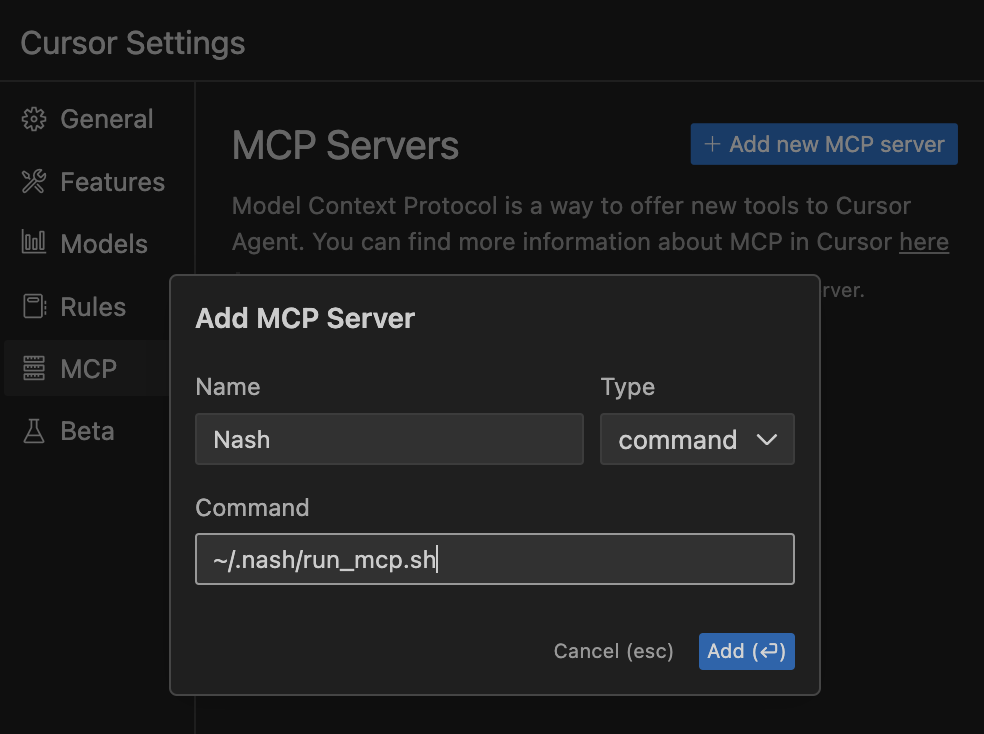 Cursor Settings
General
Features
Models
Rules
MCP
Beta
MCP Servers
+ Add new MCP server
Model Context Protocol is a way to offer new tools to Cursor
Agent. You can find more information about MCP in Cursor here
rver.
Add MCP Server
Name
Type
Nash
command
Command
~/.nash/run_mcp.sh
Cancel (esc)
Add (⏎)